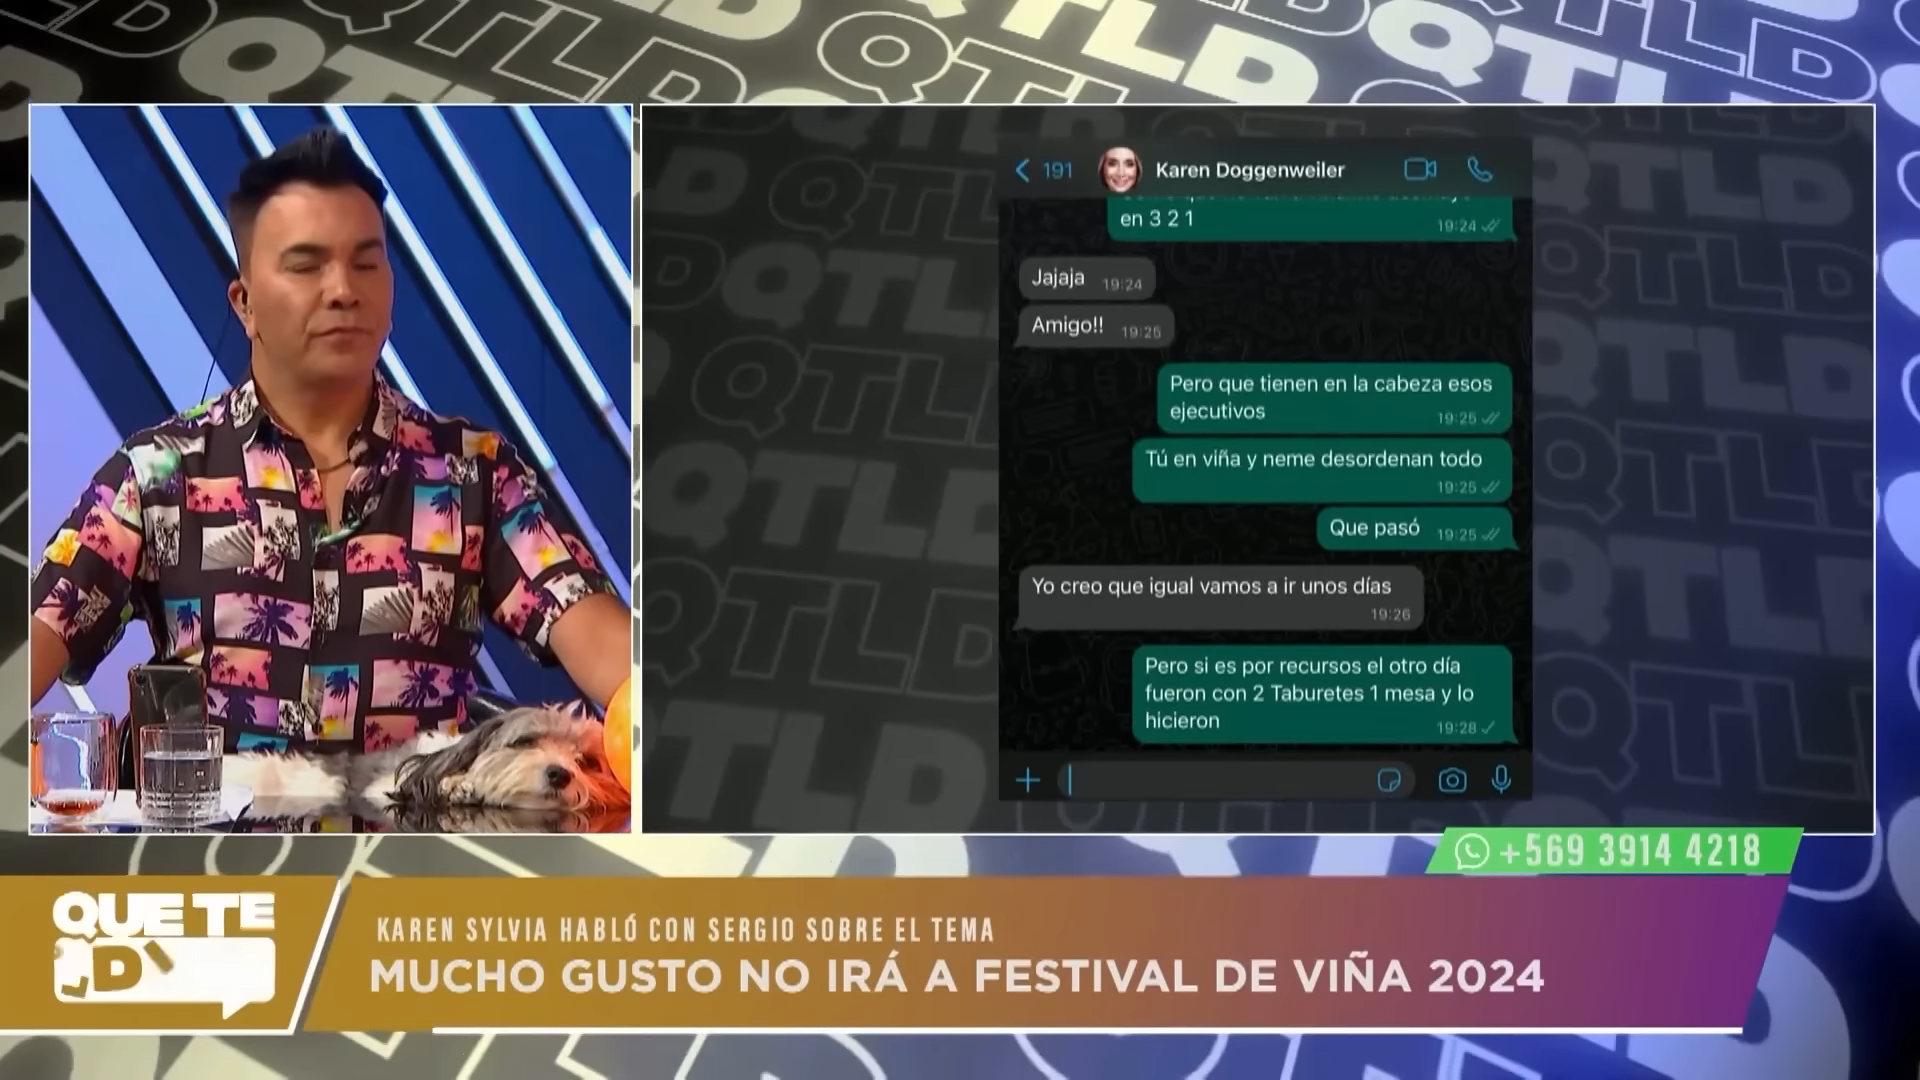 191
Karen Doggenweiler
en 3 2 1
19:24
Jajaja
19:24
Amigo!!
19:25
Pero que tienen en la cabeza esos
ejecutivos
19:25
Tú en viña y neme desordenan todo
19:25
Que pasó
19:25
Yo creo que igual vamos a ir unos días
19:26
Pero si es por recursos el otro día
fueron con 2 Taburetes 1 mesa y lo
hicieron
19:28
+569 3914 4218
QUE TE
KAREN SYLVIA HABLÓ CON SERGIO SOBRE EL TEMA
MUCHO GUSTO NO IRÁ A FESTIVAL DE VIÑA 2024
QTLD